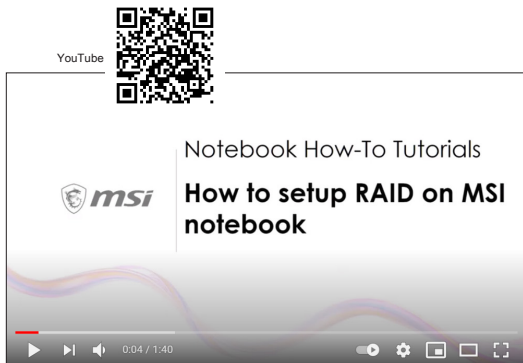 YouTube
Notebook How-To Tutorials
msi
How to setup RAID on MSI
notebook
0:04 / 1:40